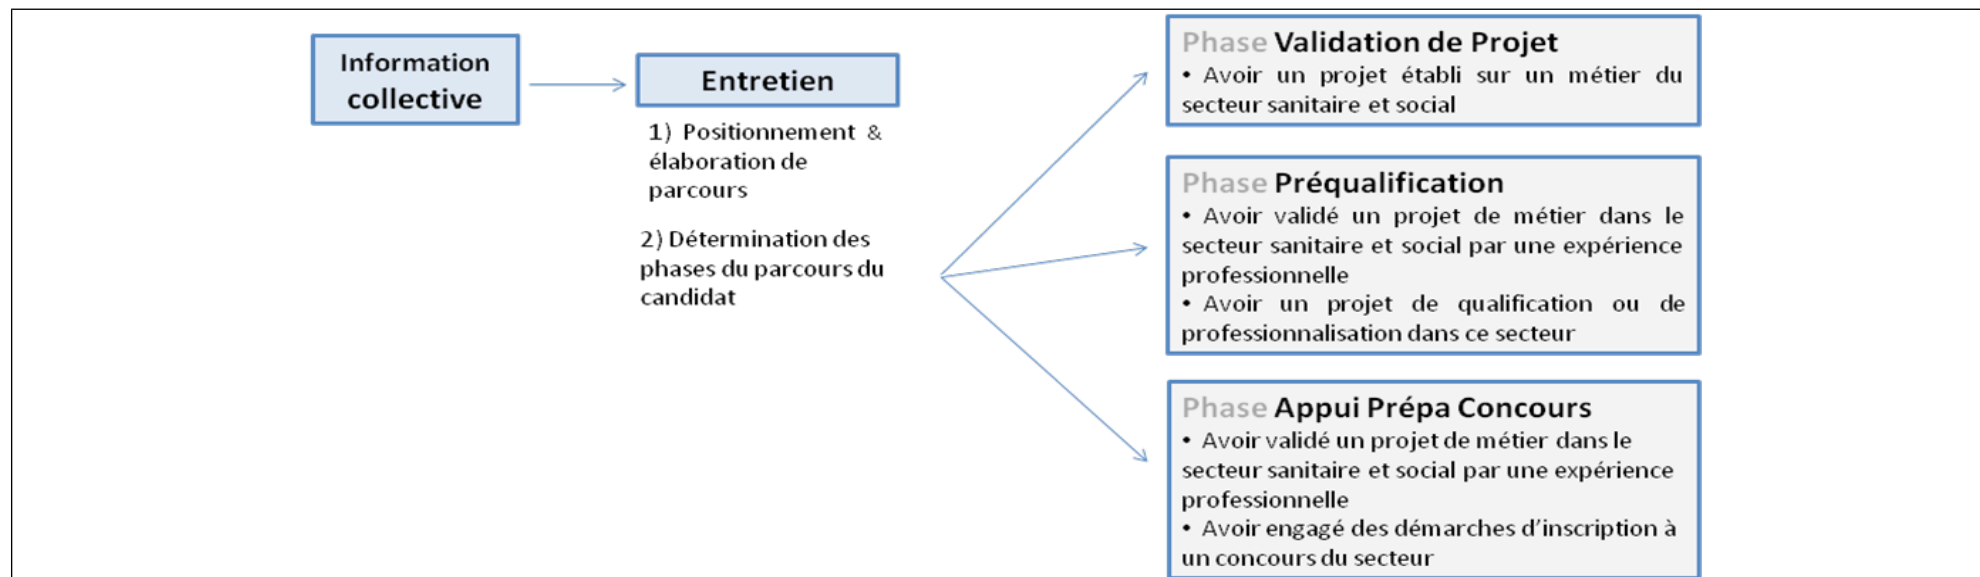 Information
collective
Entretien
1) Positionnement &
élaboration de
parcours
2) Détermination des
phases du parcours du
candidat
Phase Validation de Projet
• Avoir un projet établi sur un métier du
secteur sanitaire et social
Phase Préqualification
• Avoir validé un projet de métier dans le
secteur sanitaire et social par une expérience
professionnelle
• Avoir un projet de qualification ou de
professionnalisation dans ce secteur
Phase Appui Prépa Concours
• Avoir validé un projet de métier dans le
secteur sanitaire et social par une expérience
professionnelle
• Avoir engagé des démarches d’inscription à
un concours du secteur